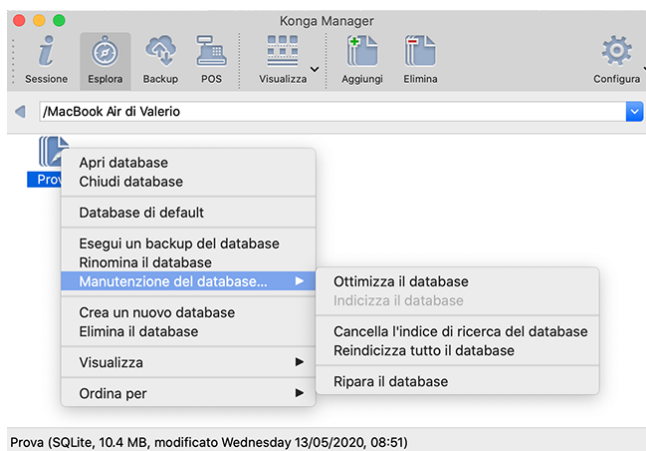 Konga Manager
Sessione Esplora Backup POS Visualizza Aggiungi Elimina Configura
/MacBook Air di Valerio
Prov
Apri database
Chiudi database
Database di default
Esegui un backup del database
Rinomina il database
Manutenzione del database...
Crea un nuovo database
Elimina il database
Visualizza
Ordina per
Ottimizza il database
Indicizza il database
Cancella l'indice di ricerca del database
Reindicizza tutto il database
Ripara il database
Prova (SQLite, 10.4 MB, modificato Wednesday 13/05/2020, 08:51)